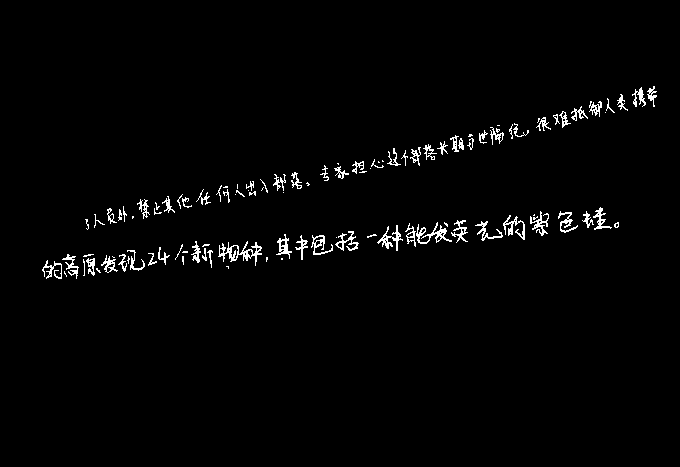 人员外,禁止其他任何人出入部落。专家担心这个部落长期与世隔绝,很难抵御人类携带
的高原发现24个新物种,其中包括一种能发荧光的紫色蛙。